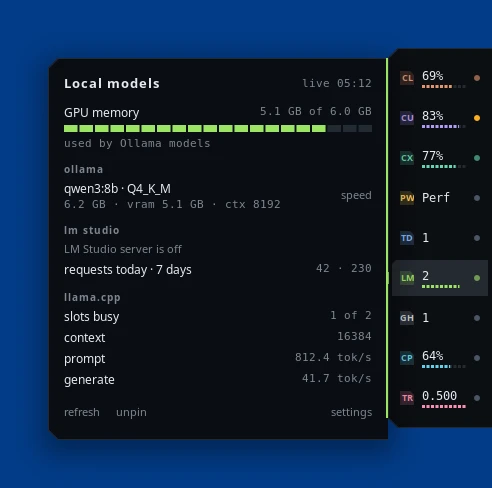 Local models live 05:12
GPU memory 5.1 GB of 6.0 GB
used by Ollama models
ollama
qwen3:8b · Q4_K_M
6.2 GB · vram 5.1 GB · ctx 8192 speed
lm studio
LM Studio server is off
requests today · 7 days 42 · 230
llama.cpp
slots busy 1 of 2
context 16384
prompt 812.4 tok/s
generate 41.7 tok/s
refresh unpin settings
CL 69%
CU 83%
CX 77%
PW Perf
TD 1
LM 2
GH 1
CP 64%
TR 0.500